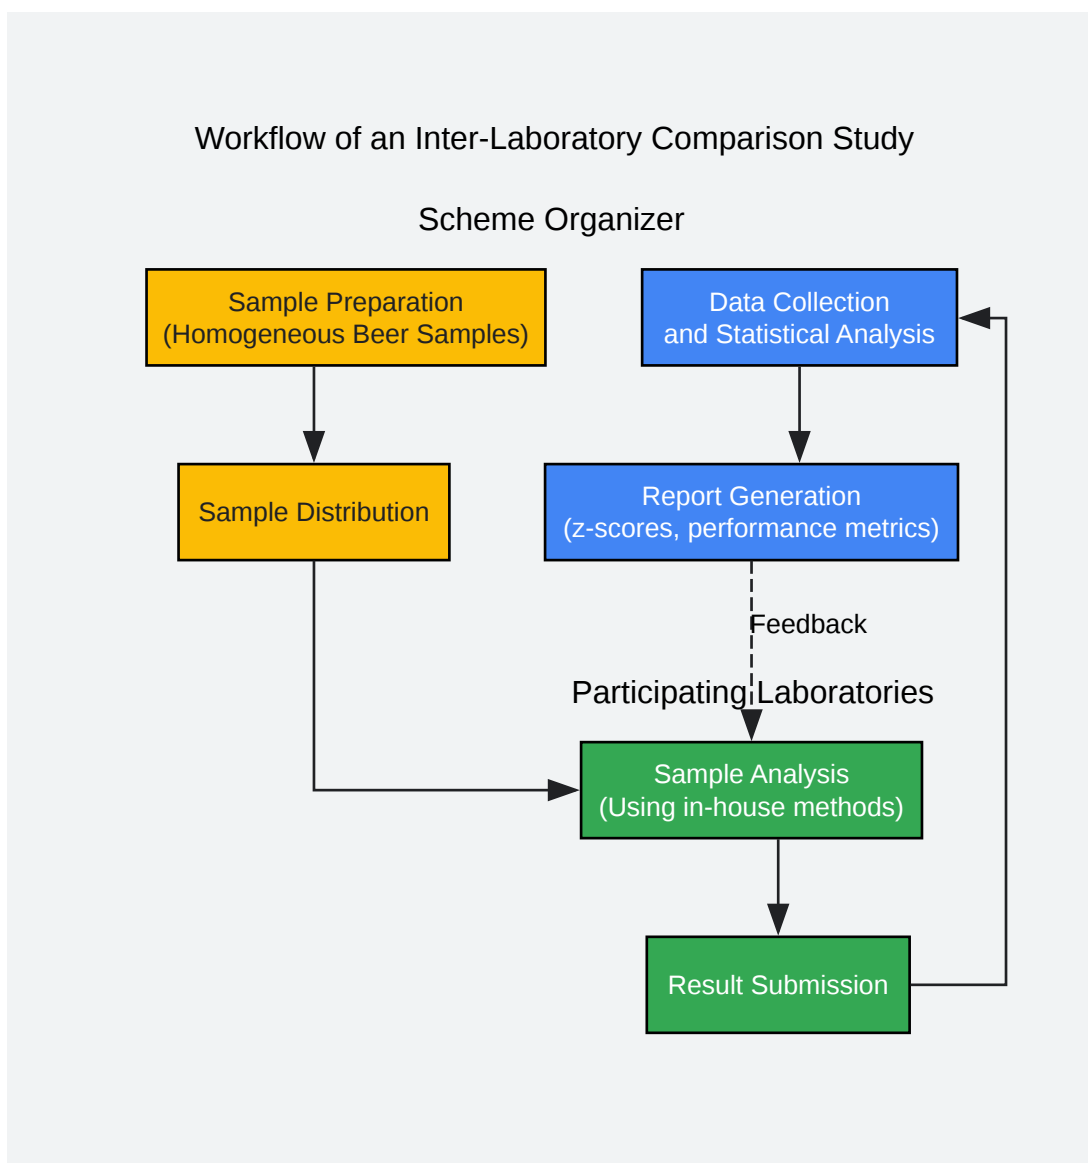 Workflow of an Inter-Laboratory Comparison Study
Scheme Organizer
Sample Preparation
(Homogeneous Beer Samples)
Data Collection
and Statistical Analysis
Sample Distribution
Report Generation
(z-scores, performance metrics)
Feedback
Participating Laboratories
Sample Analysis
(Using in-house methods)
Result Submission